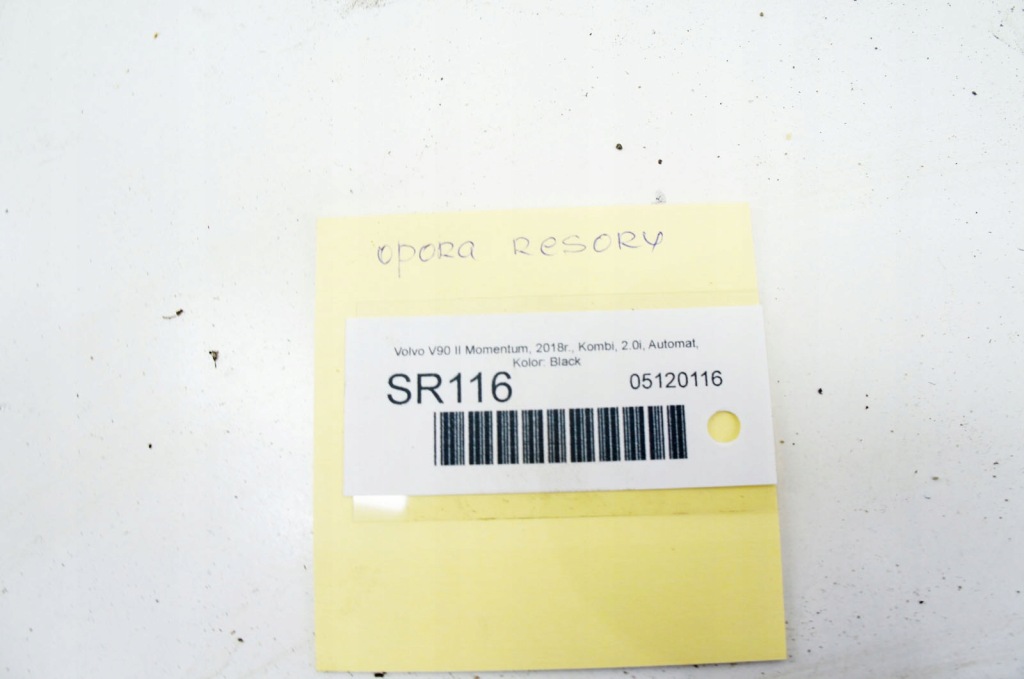 opora resory
Volvo V90 II Momentum, 2018r., Kombi, 2.0i, Automat,
Kolor: Black
SR116 05120116